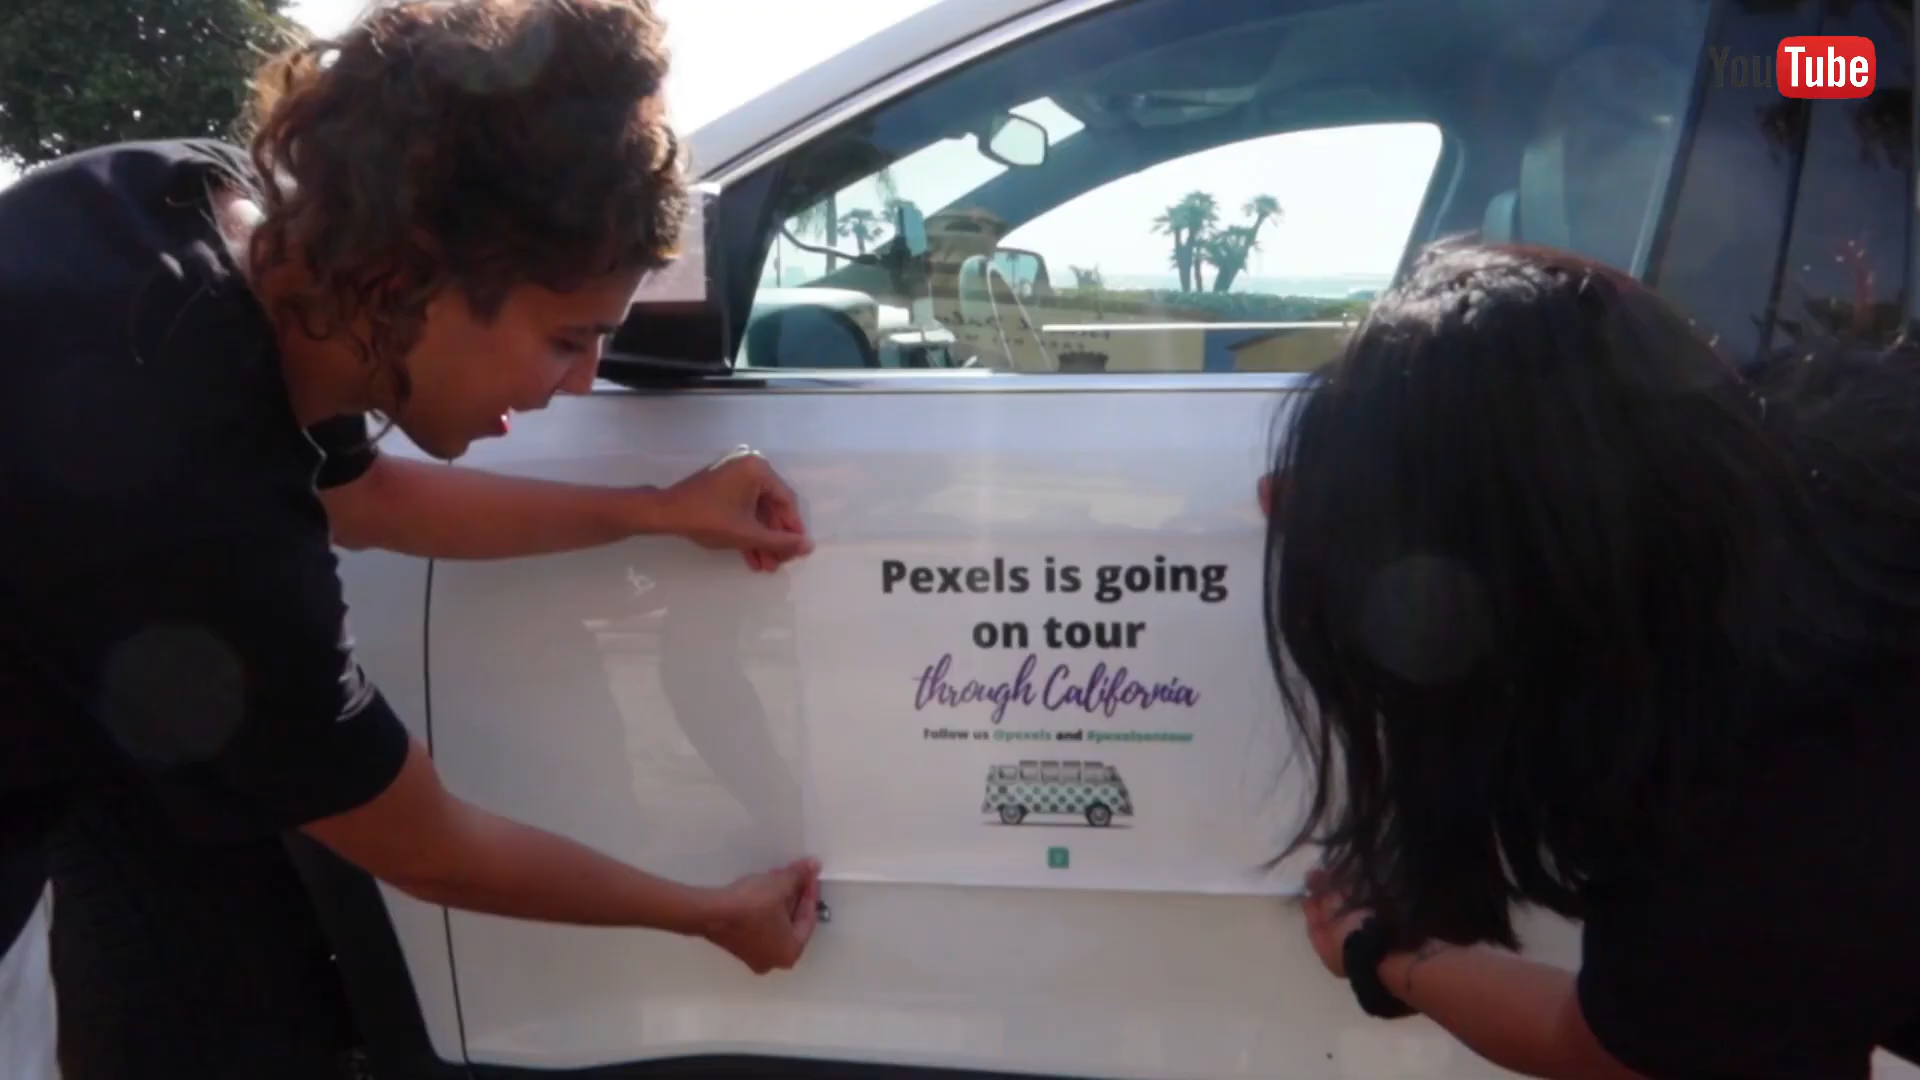 YouTube
Pexels is going
on tour
through California
Follow us @pexels and #pexelsontour